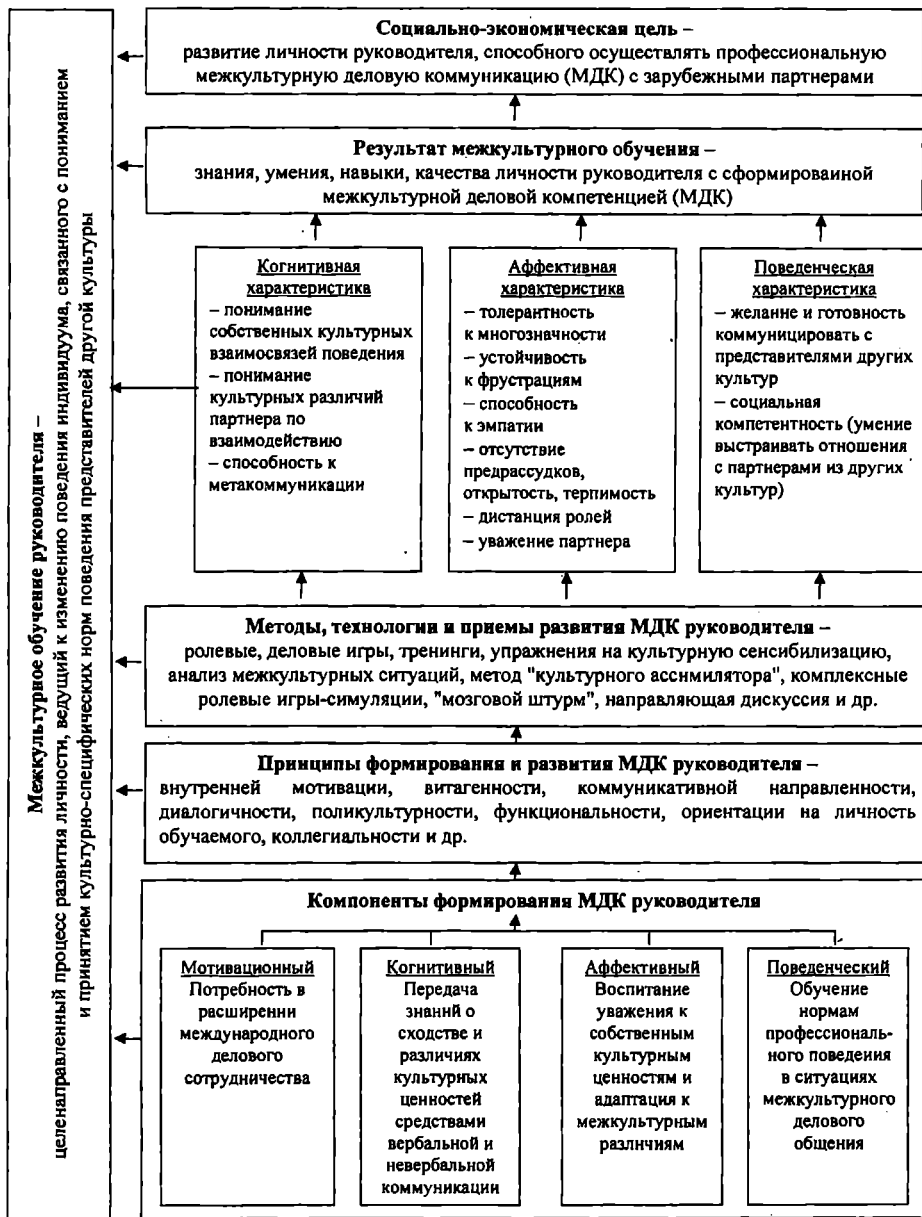 Межкультурное обучение руководителя –
целенаправленный процесс развития личности, ведущий к изменению поведения индивидуума, связанного с пониманием
и принятием культурно-специфических норм поведения представителей другой культуры
Социально-экономическая цель –
развитие личности руководителя, способного осуществлять профессиональную
межкультурную деловую коммуникацию (МДК) с зарубежными партнерами
Результат межкультурного обучения –
знания, умения, навыки, качества личности руководителя с сформированной
межкультурной деловой компетенцией (МДК)
Когнитивная
характеристика
– понимание
собственных культурных
взаимосвязей поведения
– понимание
культурных различий
партнера по
взаимодействию
– способность к
метакоммуникации
Аффективная
характеристика
– толерантность
к многозначности
– устойчивость
к фрустрациям
– способность
к эмпатии
– отсутствие
предрассудков,
открытость, терпимость
– дистанция ролей
– уважение партнера
Поведенческая
характеристика
– желание и готовность
коммуницировать с
представителями других
культур
– социальная
компетентность (умение
выстраивать отношения
с партнерами из других
культур)
Методы, технологии и приемы развития МДК руководителя –
ролевые, деловые игры, тренинги, упражнения на культурную сенсибилизацию,
анализ межкультурных ситуаций, метод "культурного ассимилятора", комплексные
ролевые игры-симуляции, "мозговой штурм", направляющая дискуссия и др.
Принципы формирования и развития МДК руководителя –
внутренней мотивации, витагенности, коммуникативной направленности,
диалогичности, поликультурности, функциональности, ориентации на личность
обучаемого, коллегиальности и др.
Компоненты формирования МДК руководителя
Мотивационный
Потребность в
расширении
международного
делового
сотрудничества
Когнитивный
Передача
знаний о
сходстве и
различиях
культурных
ценностей
средствами
вербальной и
невербальной
коммуникации
Аффективный
Воспитание
уважения к
собственным
культурным
ценностям и
адаптация к
межкультурным
различиям
Поведенческий
Обучение
нормам
профессиональ-
ного поведения
в ситуациях
межкультурного
делового
общения